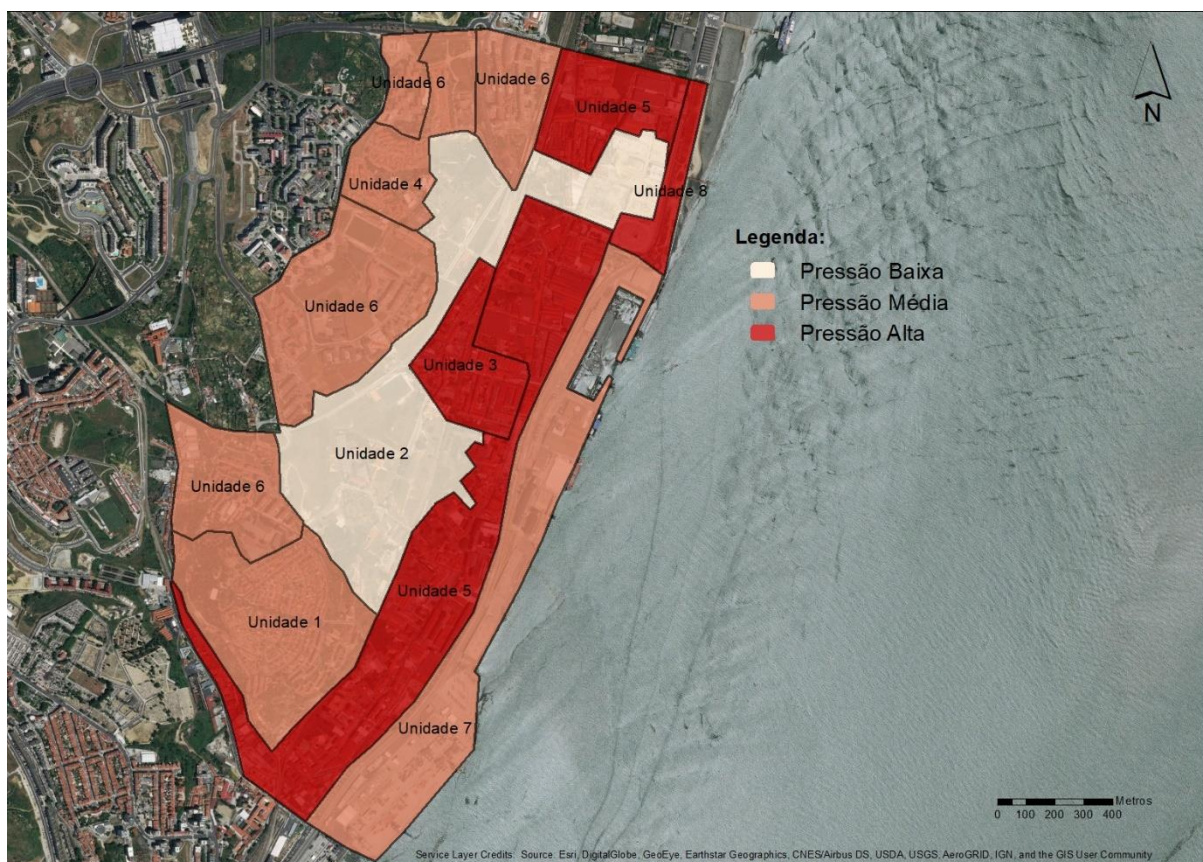 Unidade 6
Unidade 6
Unidade 5
Unidade 4
Unidade 8
N
Legenda:
Pressão Baixa
Pressão Média
Pressão Alta
Unidade 6
Unidade 3
Unidade 2
Unidade 6
Unidade 5
Unidade 1
Unidade 7
Metros
0 100 200 300 400
Service Layer Credits: Source: Esri, DigitalGlobe, GeoEye, Earthstar Geographics, CNES/Airbus DS, USDA, USGS, AeroGRID, IGN, and the GIS User Community